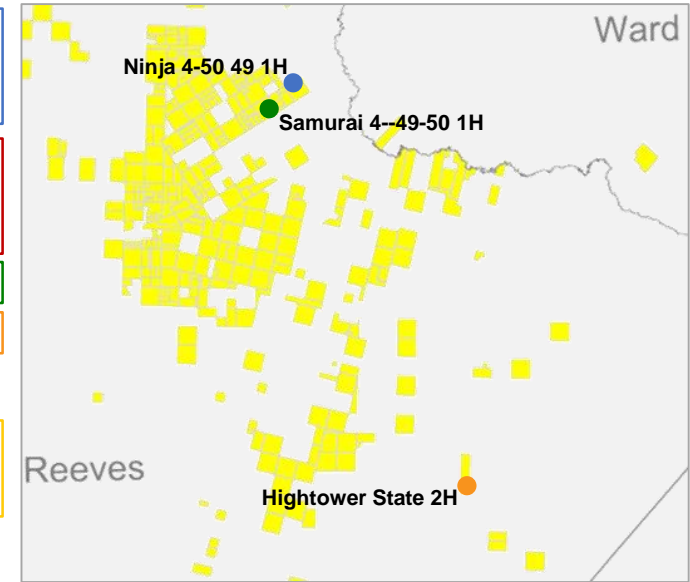 Ward
Ninja 4-50 49 1H
Samurai 4--49-50 1H
Reeves
Hightower State 2H